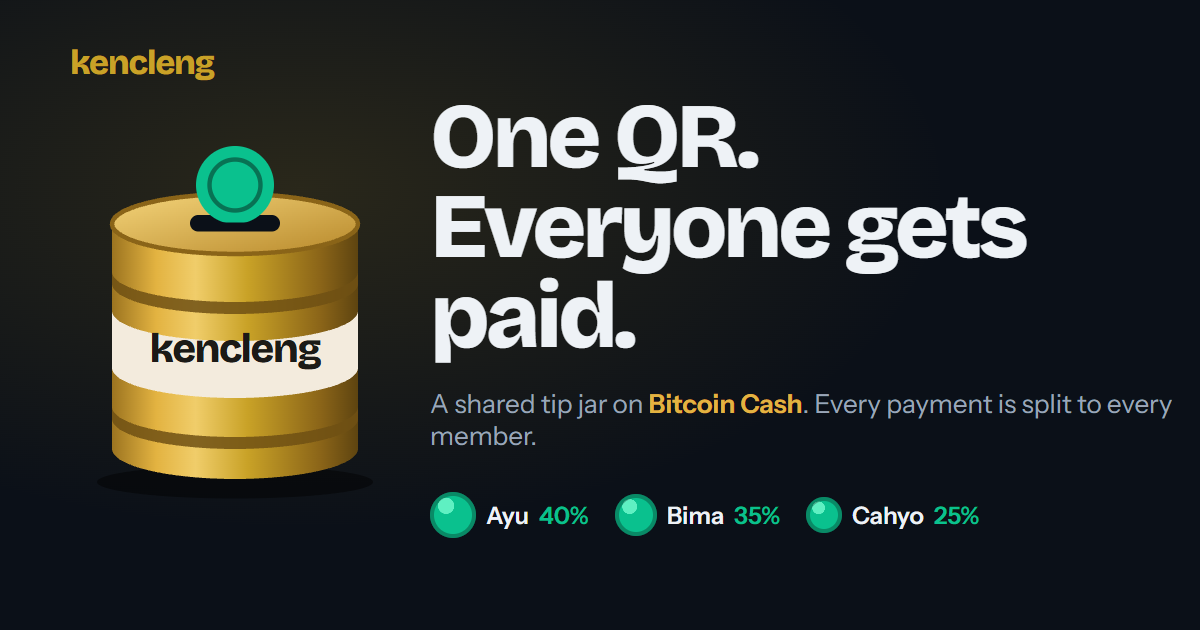 kencleng
One QR.
Everyone gets
paid.
kencleng
A shared tip jar on Bitcoin Cash. Every payment is split to every
member.
Ayu 40% Bima 35% Cahyo 25%